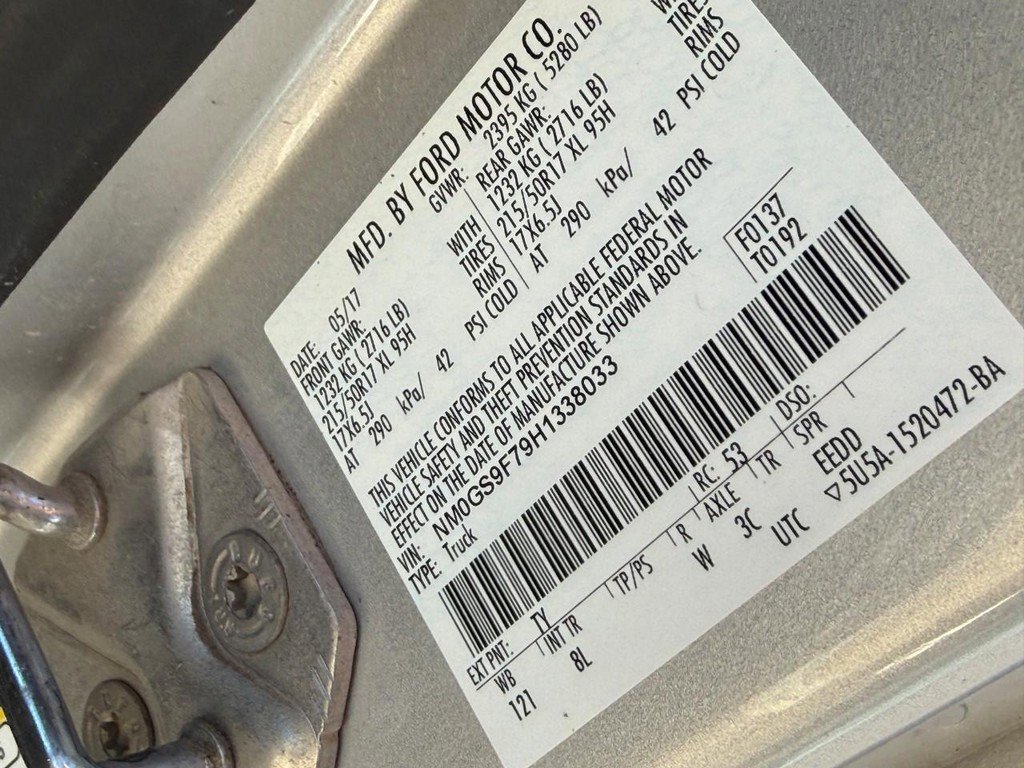 MFD. BY FORD MOTOR CO.
DATE: 05/17 GVWR: 2395 KG ( 5280 LB)
FRONT GAWR: REAR GAWR:
1232 KG ( 2716 LB) WITH 1232 KG ( 2716 LB)
215/50R17 XL 95H TIRES 215/50R17 XL 95H TIRES
17X6.5J RIMS 17X6.5J RIMS
AT 290 kPa/ 42 PSI COLD AT 290 kPa/ 42 PSI COLD
THIS VEHICLE CONFORMS TO ALL APPLICABLE FEDERAL MOTOR
VEHICLE SAFETY AND THEFT PREVENTION STANDARDS IN
EFFECT ON THE DATE OF MANUFACTURE SHOWN ABOVE.
VIN: NM0GS9F79H1338033 F0137
TYPE: Truck T0192
EXT PNT: TY RC: 53 DSO:
WB INT TR TP/PS R AXLE TR SPR
121 8L W 3C EEDD
UTC ▽5U5A-1520472-BA